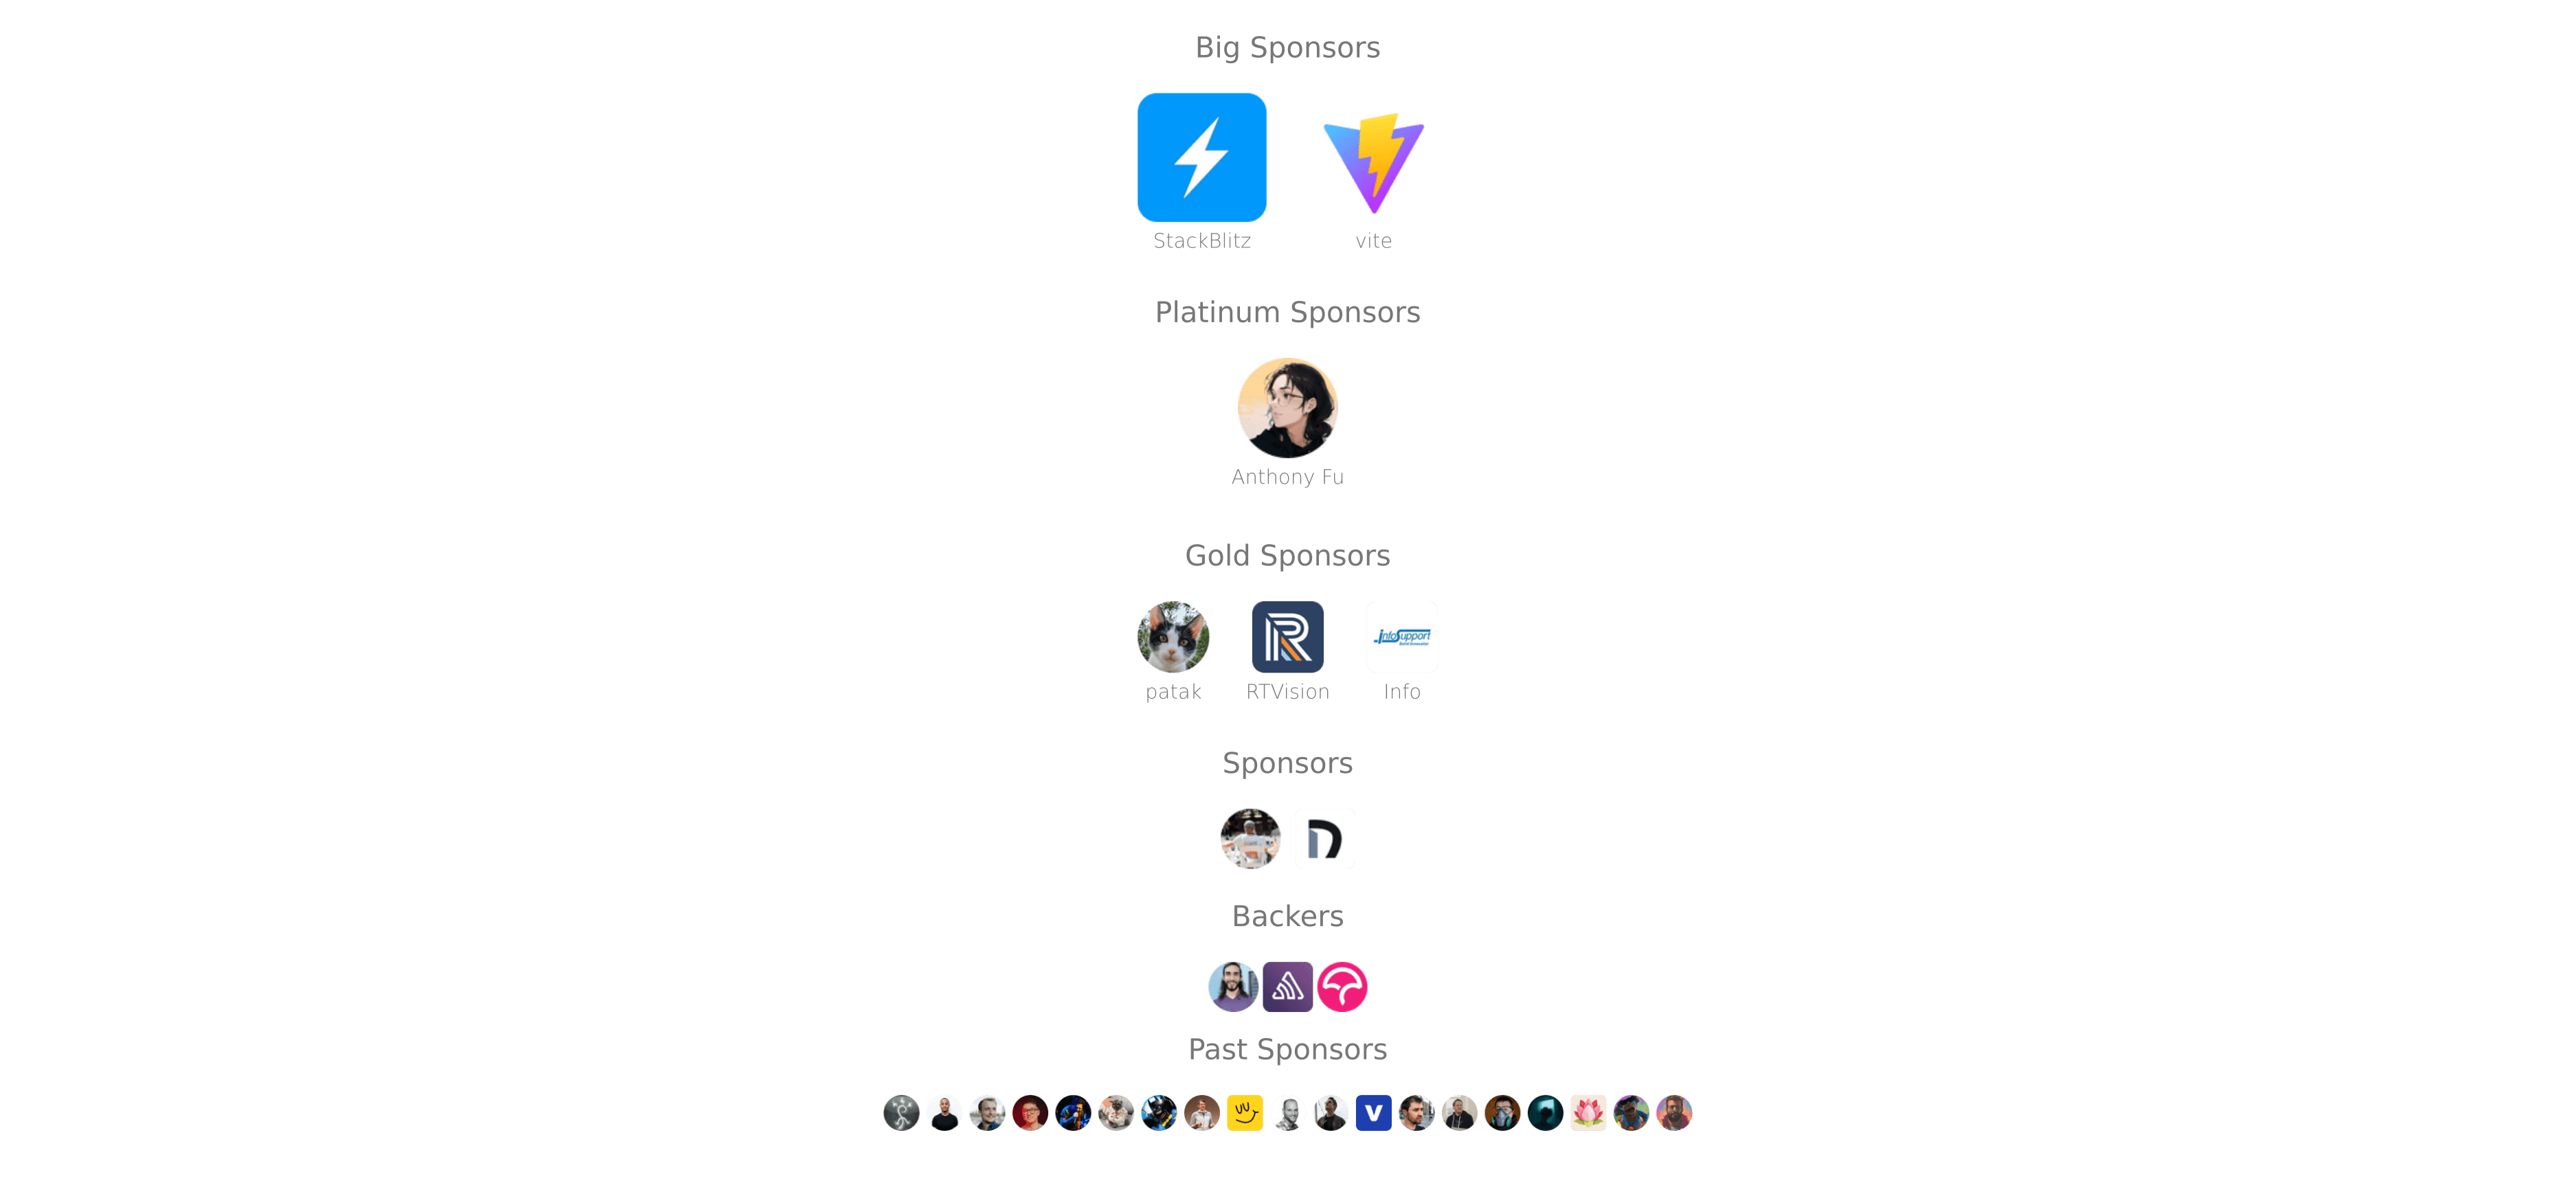 Big Sponsors
StackBlitz
vite
Platinum Sponsors
Anthony Fu
Gold Sponsors
infoSupport
patak
RTVision
Info
Sponsors
Backers
Past Sponsors
V